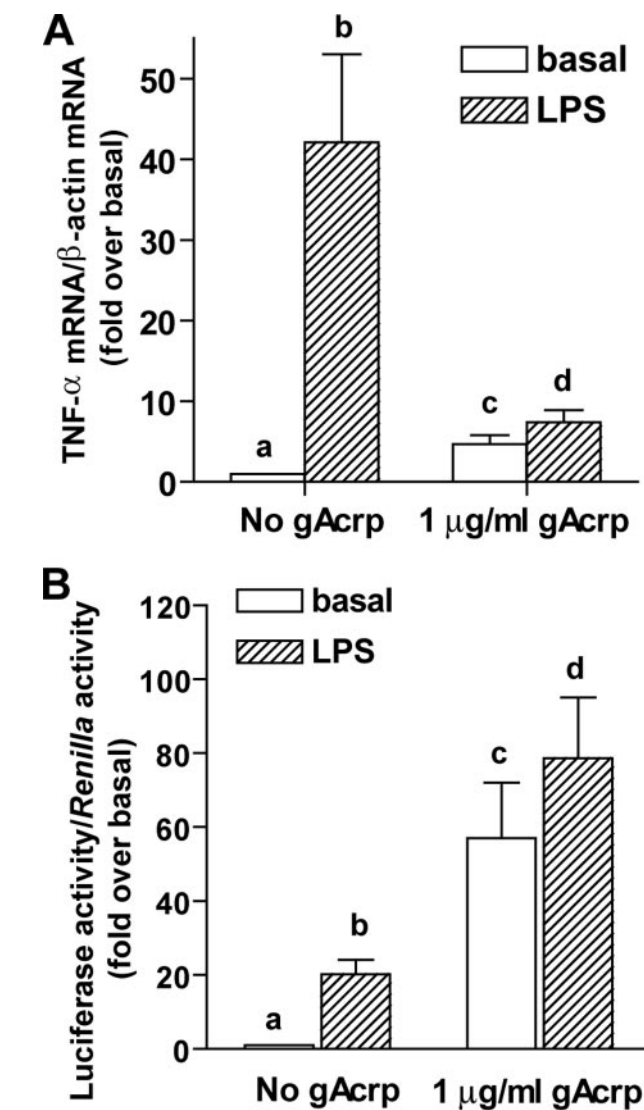 A
TNF-α mRNA/β-actin mRNA
(fold over basal)
50
40
30
20
10
0
basal
LPS
a
b
c
d
No gAcrp
1 μg/ml gAcrp
B
Luciferase activity/Renilla activity
(fold over basal)
120
100
80
60
40
20
0
basal
LPS
a
b
c
d
No gAcrp
1 μg/ml gAcrp